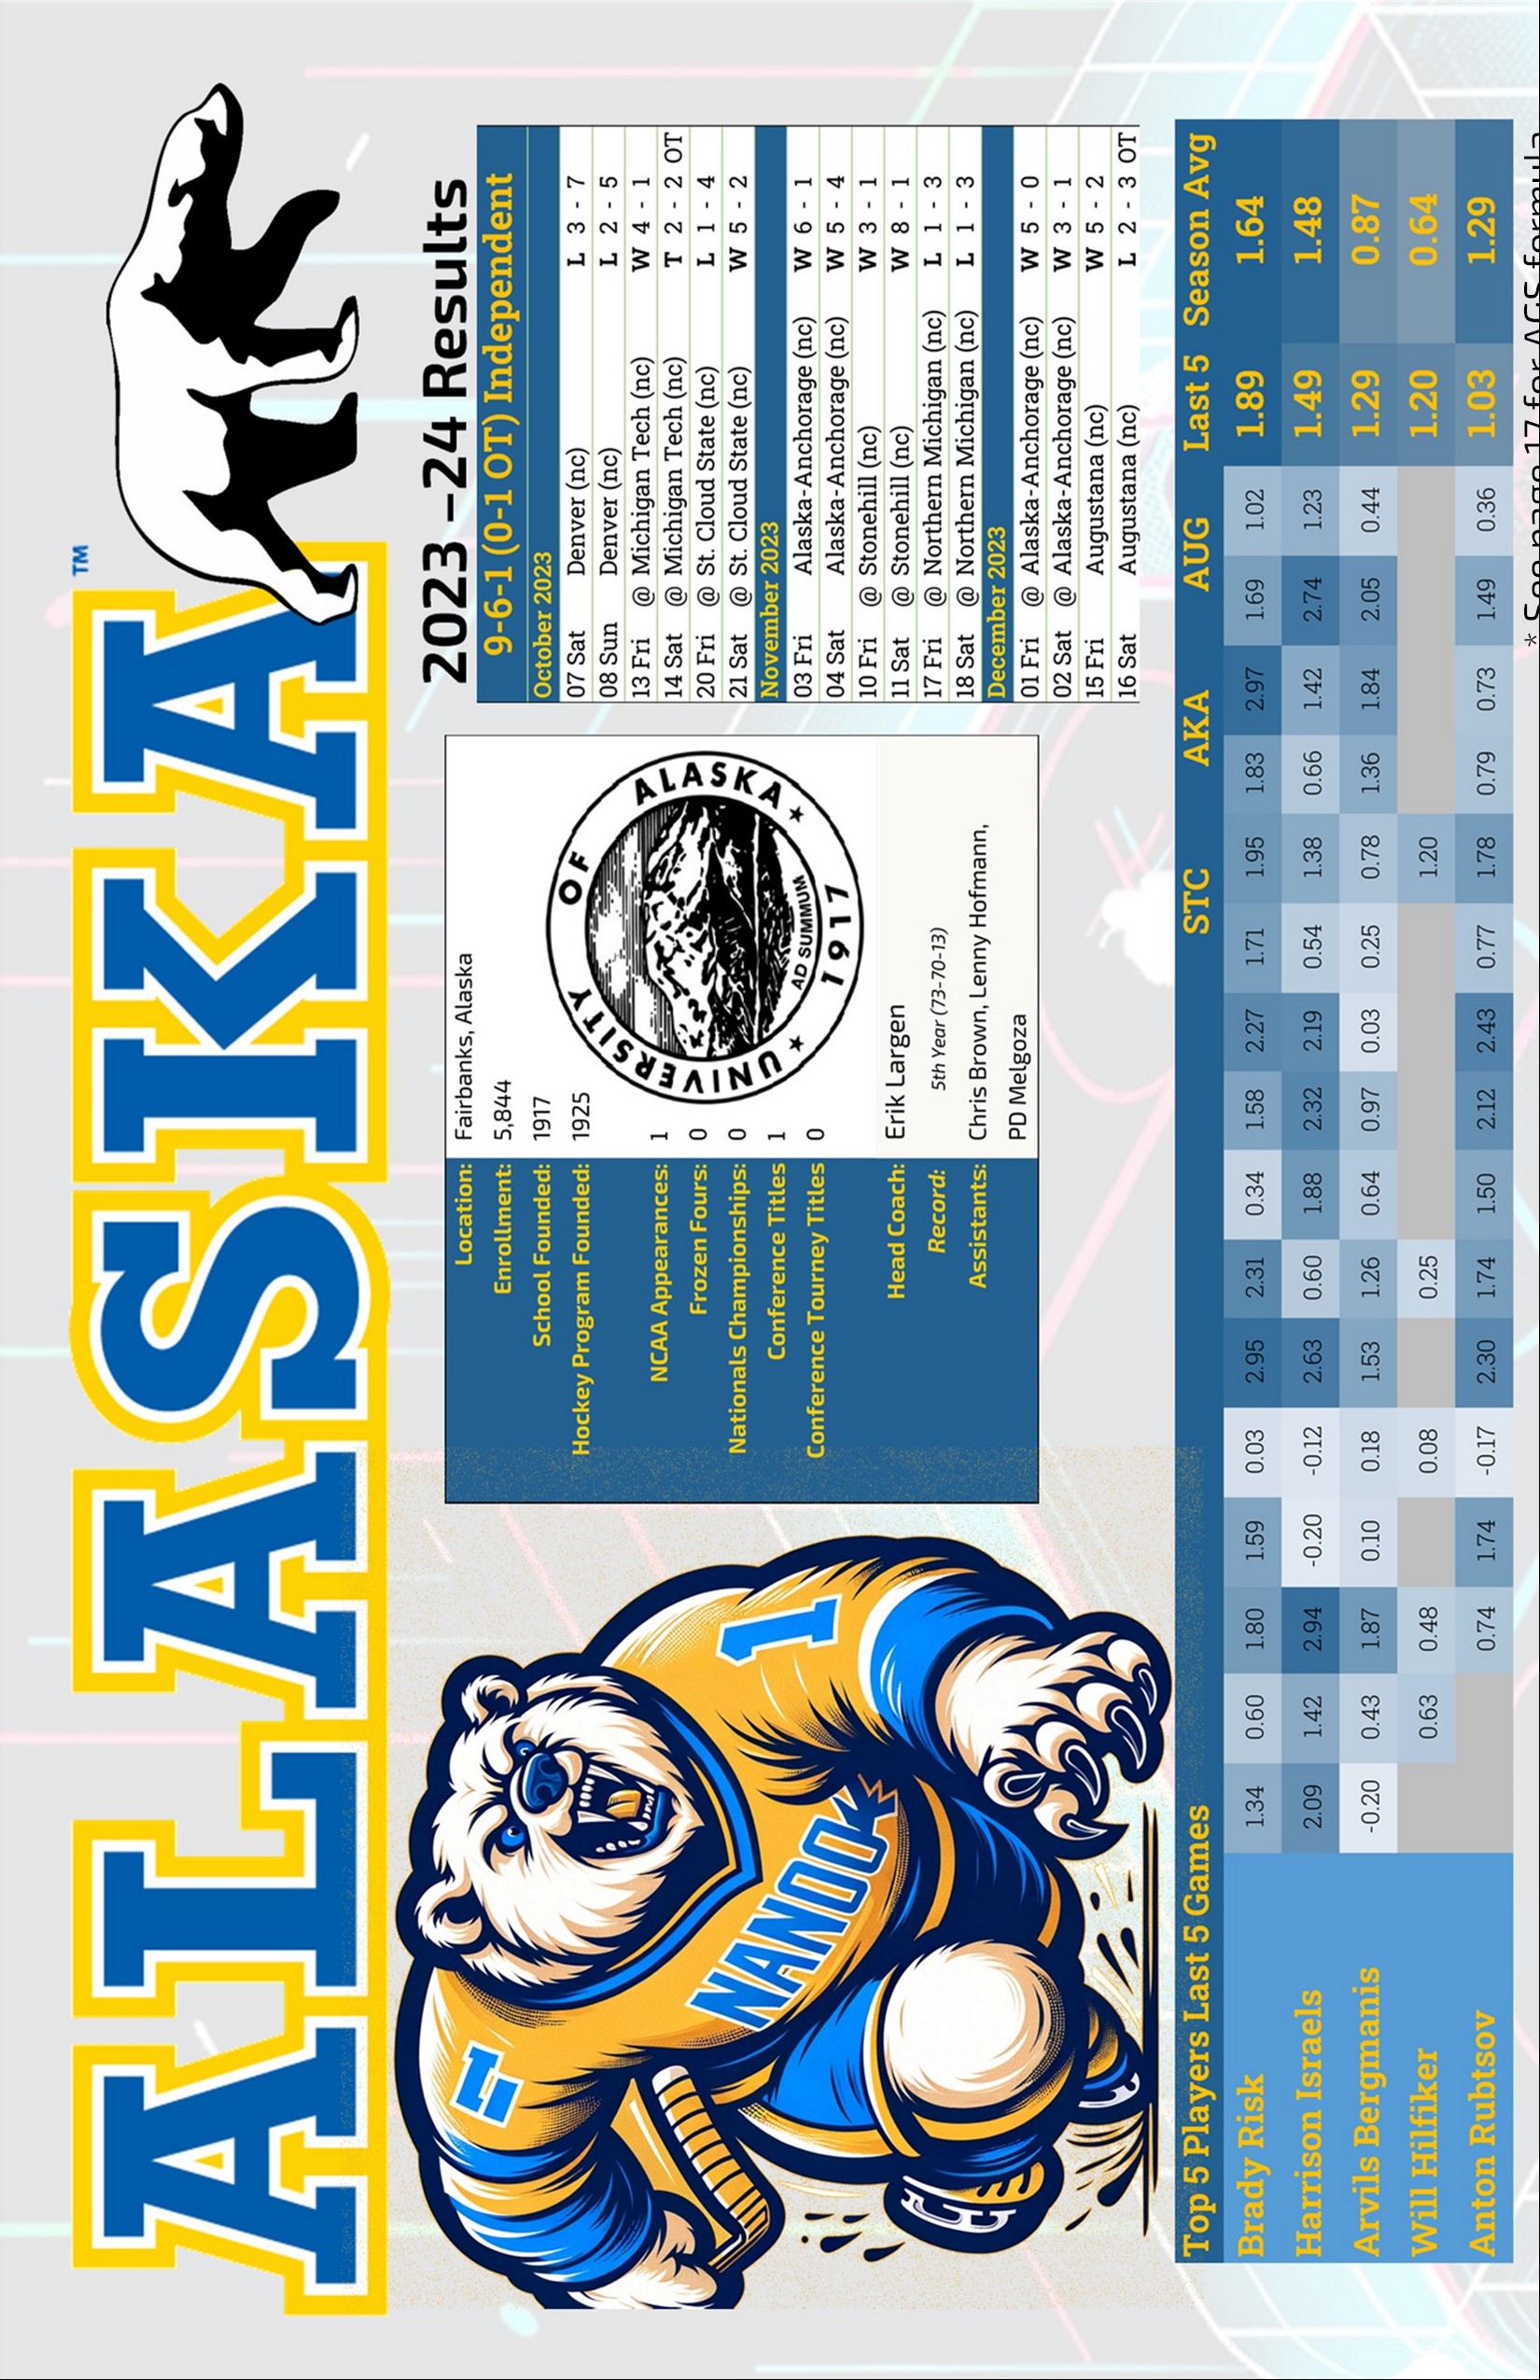 ALASKA™
NANOOK
1
UNIVERSITY OF ALASKA
AD SUMMUM
1917
Location: Fairbanks, Alaska
Enrollment: 5,844
School Founded: 1917
Hockey Program Founded: 1925
NCAA Appearances: 1
Frozen Fours: 0
Nationals Championships: 0
Conference Titles 1
Conference Tourney Titles 0
Head Coach: Erik Largen
Record: 5th Year (73-70-13)
Assistants: Chris Brown, Lenny Hofmann,
PD Melgoza
2023 –24 Results
9-6-1 (0-1 OT) Independent
October 2023
07 Sat Denver (nc) L 3 - 7
08 Sun Denver (nc) L 2 - 5
13 Fri @ Michigan Tech (nc) W 4 - 1
14 Sat @ Michigan Tech (nc) T 2 - 2 OT
20 Fri @ St. Cloud State (nc) L 1 - 4
21 Sat @ St. Cloud State (nc) W 5 - 2
November 2023
03 Fri Alaska-Anchorage (nc) W 6 - 1
04 Sat Alaska-Anchorage (nc) W 5 - 4
10 Fri @ Stonehill (nc) W 3 - 1
11 Sat @ Stonehill (nc) W 8 - 1
17 Fri @ Northern Michigan (nc) L 1 - 3
18 Sat @ Northern Michigan (nc) L 1 - 3
December 2023
01 Fri @ Alaska-Anchorage (nc) W 5 - 0
02 Sat @ Alaska-Anchorage (nc) W 3 - 1
15 Fri Augustana (nc) W 5 - 2
16 Sat Augustana (nc) L 2 - 3 OT
Top 5 Players Last 5 Games STC AKA AUG Last 5 Season Avg
Brady Risk 1.34 0.60 1.80 1.59 0.03 2.95 2.31 0.34 1.58 2.27 1.71 1.95 1.83 2.97 1.69 1.02 1.89 1.64
Harrison Israels 2.09 1.42 2.94 -0.20 -0.12 2.63 0.60 1.88 2.32 2.19 0.54 1.38 0.66 1.42 2.74 1.23 1.49 1.48
Arvils Bergmanis -0.20 0.43 1.87 0.10 0.18 1.53 1.26 0.64 0.97 0.03 0.25 0.78 1.36 1.84 2.05 0.44 1.29 0.87
Will Hilfiker 0.63 0.48 0.08 0.25 1.20 1.20 0.64
Anton Rubtsov 0.74 1.74 -0.17 2.30 1.74 1.50 2.12 2.43 0.77 1.78 0.79 0.73 1.49 0.36 1.03 1.29
* See page 17 for AGS formula